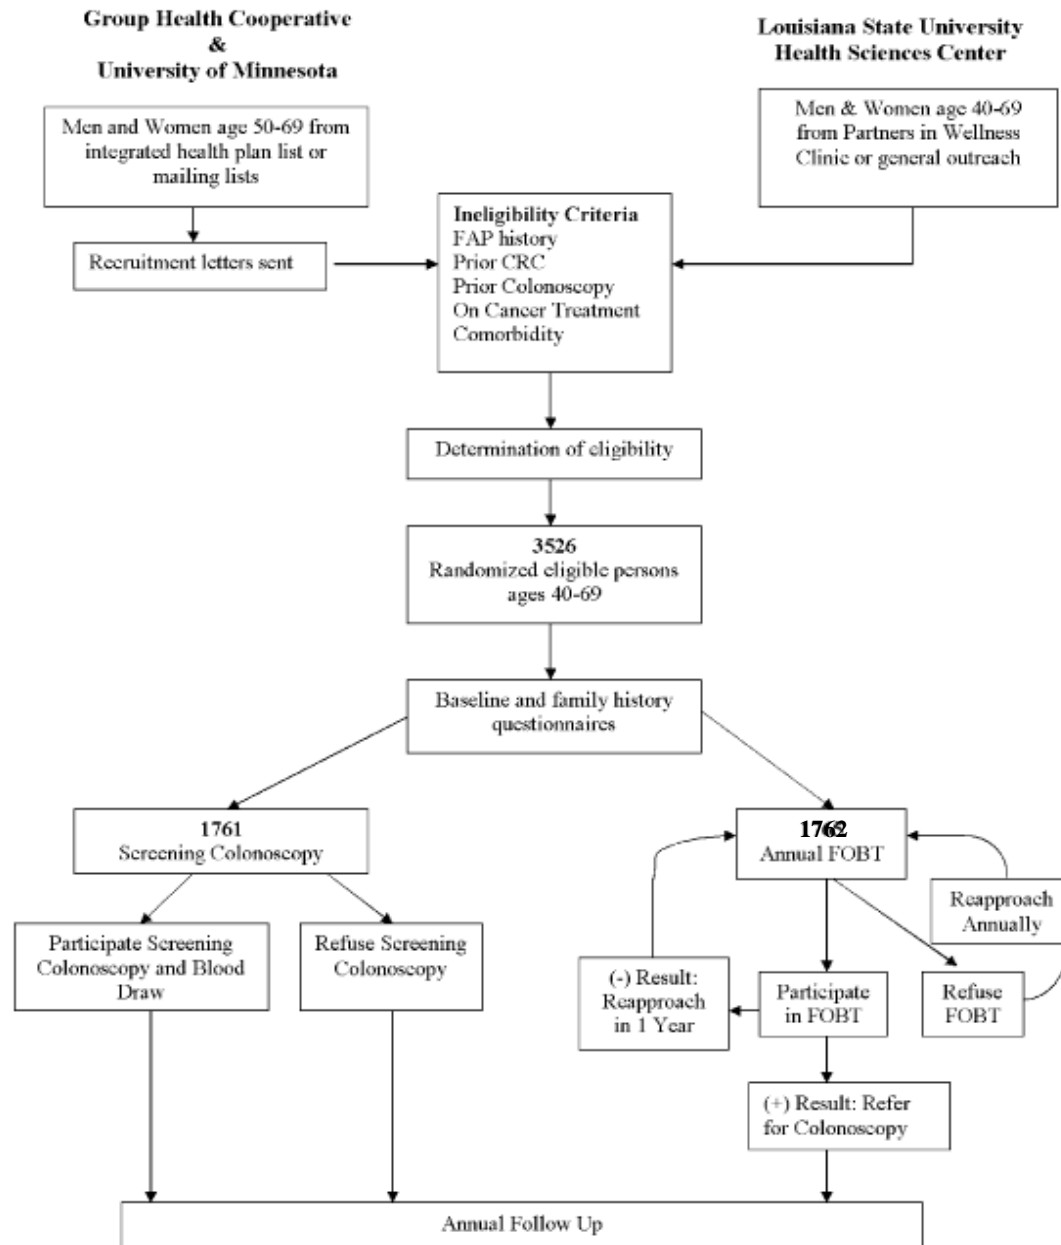 Group Health Cooperative
&
University of Minnesota
Louisiana State University
Health Sciences Center
Men and Women age 50-69 from
integrated health plan list or
mailing lists
Men & Women age 40-69
from Partners in Wellness
Clinic or general outreach
Recruitment letters sent
Ineligibility Criteria
FAP history
Prior CRC
Prior Colonoscopy
On Cancer Treatment
Comorbidity
Determination of eligibility
3526
Randomized eligible persons
ages 40-69
Baseline and family history
questionnaires
1761
Screening Colonoscopy
1762
Annual FOBT
Participate Screening
Colonoscopy and Blood
Draw
Refuse Screening
Colonoscopy
(-) Result:
Reapproach
in 1 Year
Participate
in FOBT
Refuse
FOBT
Reapproach
Annually
(+) Result: Refer
for Colonoscopy
Annual Follow Up